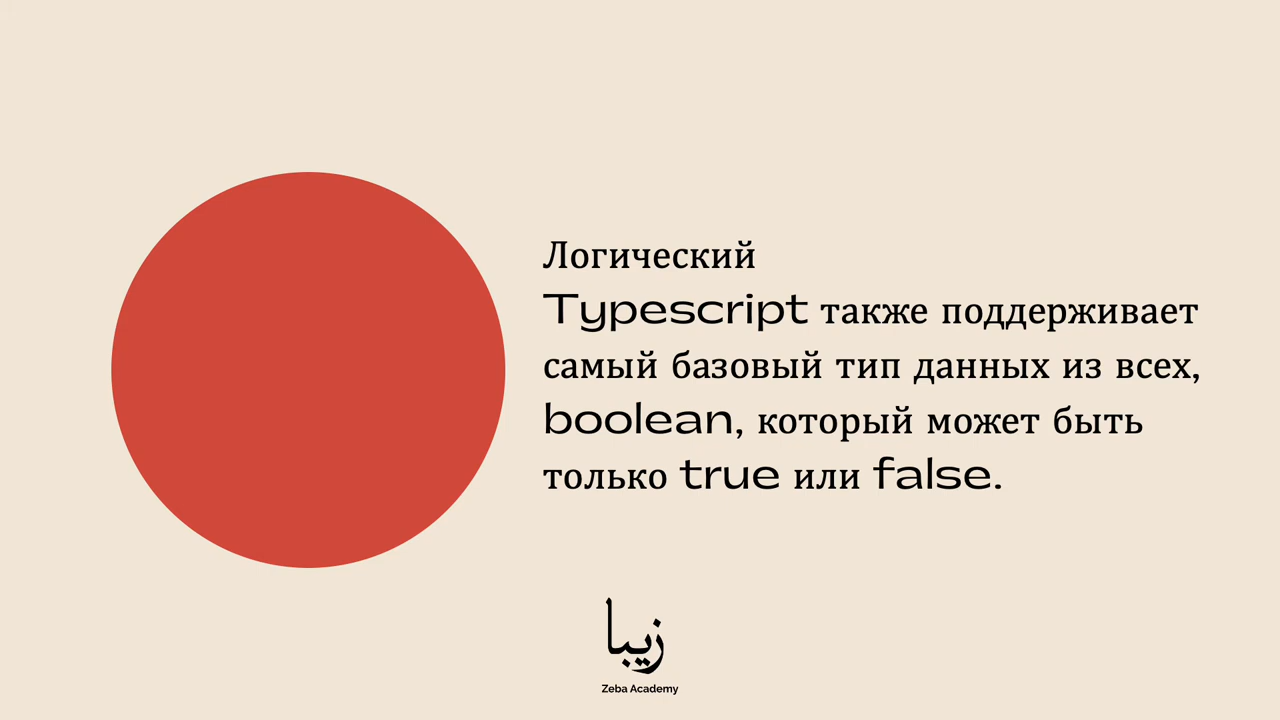 Логический
Typescript также поддерживает
самый базовый тип данных из всех,
boolean, который может быть
только true или false.
زيبا
Zeba Academy